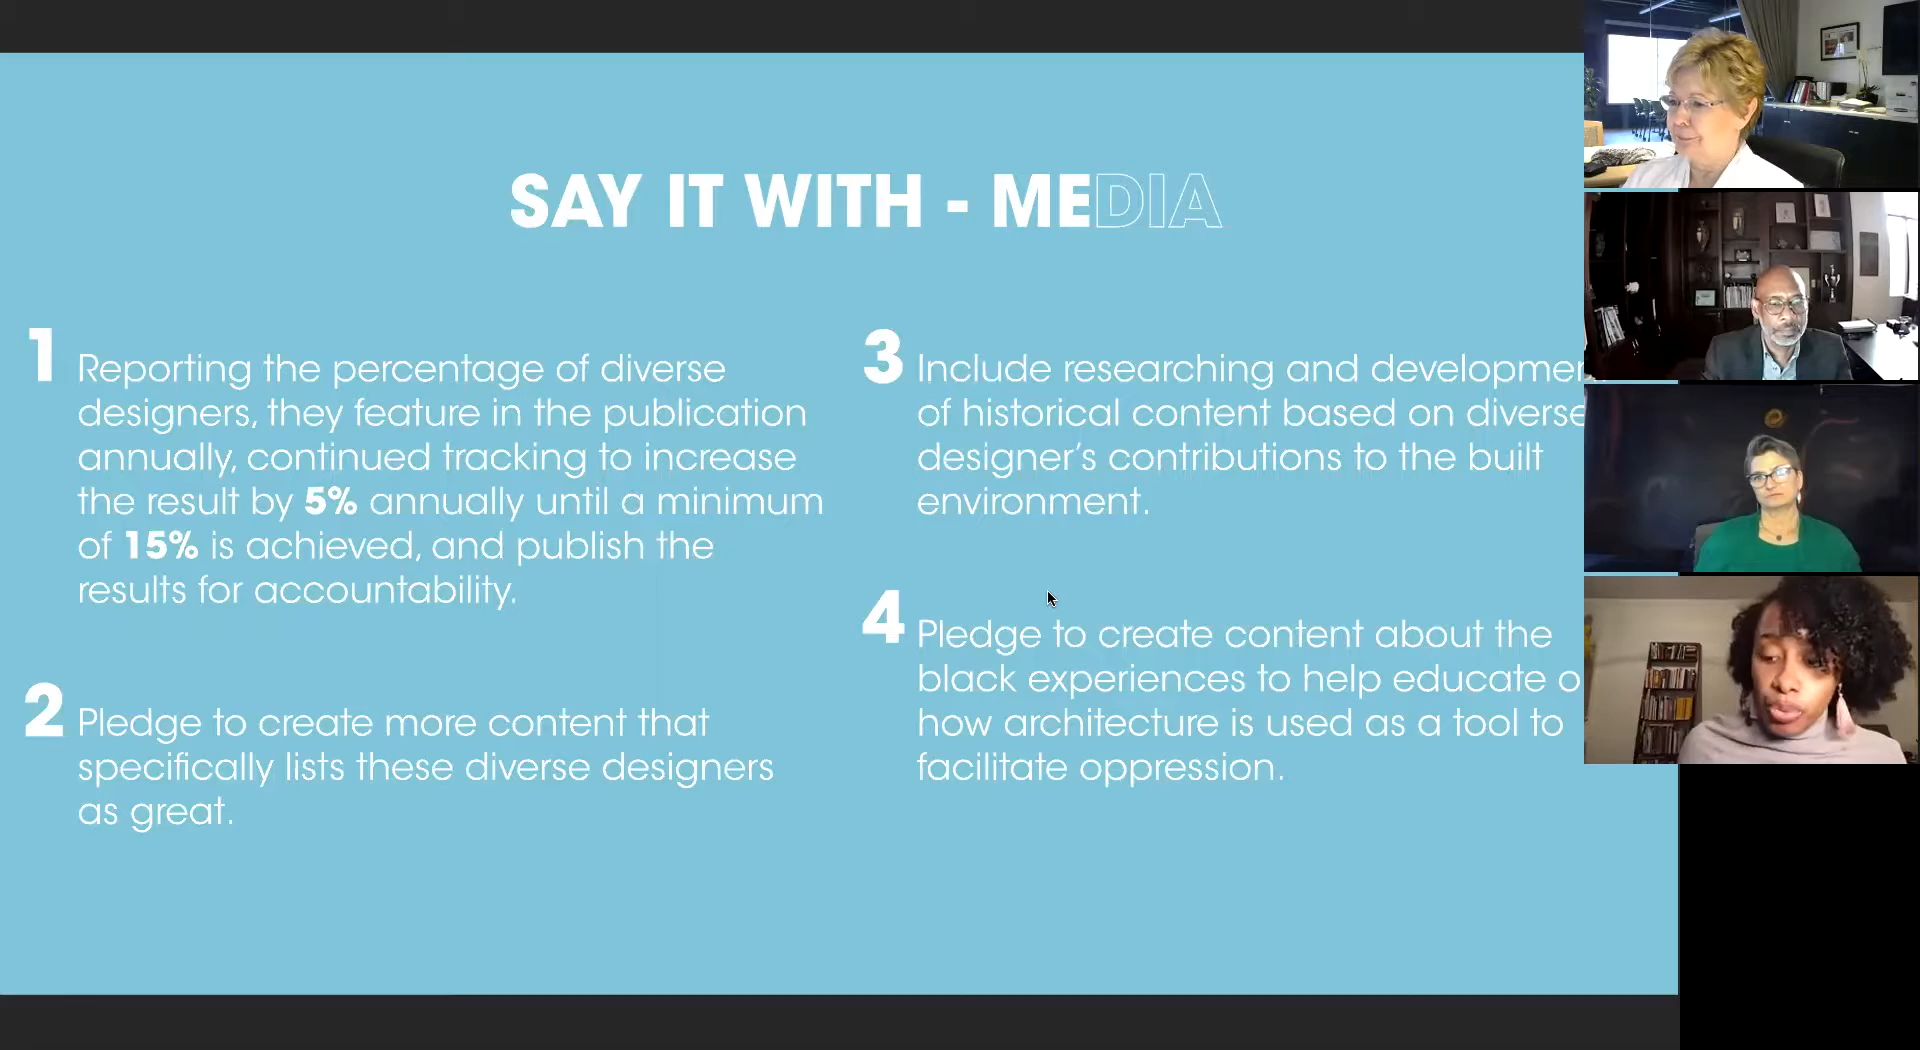 SAY IT WITH - MEDIA
1
Reporting the percentage of diverse
designers, they feature in the publication
annually, continued tracking to increase
the result by 5% annually until a minimum
of 15% is achieved, and publish the
results for accountability.
2
Pledge to create more content that
specifically lists these diverse designers
as great.
3
Include researching and developmen
of historical content based on diverse
designer's contributions to the built
environment.
4
Pledge to create content about the
black experiences to help educate o
how architecture is used as a tool to
facilitate oppression.